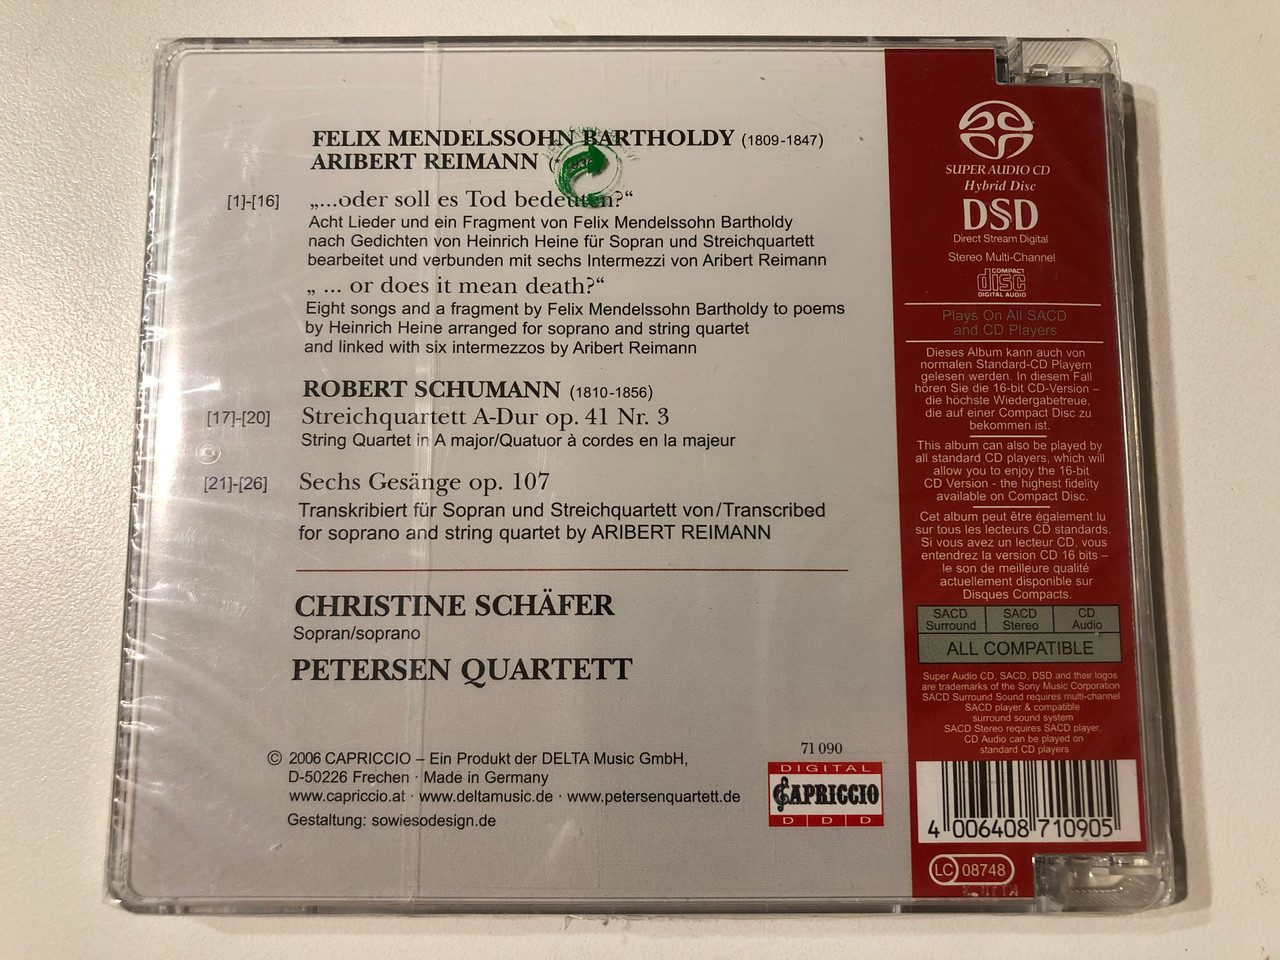 FELIX MENDELSSOHN BARTHOLDY (1809-1847)
ARIBERT REIMANN
[1]-[16] „...oder soll es Tod bedeuten?“
Acht Lieder und ein Fragment von Felix Mendelssohn Bartholdy
nach Gedichten von Heinrich Heine für Sopran und Streichquartett
bearbeitet und verbunden mit sechs Intermezzi von Aribert Reimann
„ ... or does it mean death?“
Eight songs and a fragment by Felix Mendelssohn Bartholdy to poems
by Heinrich Heine arranged for soprano and string quartet
and linked with six intermezzos by Aribert Reimann
ROBERT SCHUMANN (1810-1856)
[17]-[20] Streichquartett A-Dur op. 41 Nr. 3
String Quartet in A major/Quatuor à cordes en la majeur
[21]-[26] Sechs Gesänge op. 107
Transkribiert für Sopran und Streichquartett von/Transcribed
for soprano and string quartet by ARIBERT REIMANN
CHRISTINE SCHÄFER
Sopran/soprano
PETERSEN QUARTETT
© 2006 CAPRICCIO – Ein Produkt der DELTA Music GmbH,
D-50226 Frechen · Made in Germany
www.capriccio.at · www.deltamusic.de · www.petersenquartett.de
Gestaltung: sowiesodesign.de
71 090
DIGITAL
CAPRICCIO
D D D
SUPER AUDIO CD
Hybrid Disc
DSD
Direct Stream Digital
Stereo Multi-Channel
COMPACT
disc
DIGITAL AUDIO
Plays On All SACD
and CD Players
Dieses Album kann auch von
normalen Standard-CD Playern
gelesen werden. In diesem Fall
hören Sie die 16-bit CD-Version –
die höchste Wiedergabetreue,
die auf einer Compact Disc zu
bekommen ist.
This album can also be played by
all standard CD players, which will
allow you to enjoy the 16-bit
CD Version - the highest fidelity
available on Compact Disc.
Cet album peut être également lu
sur tous les lecteurs CD standards.
Si vous avez un lecteur CD, vous
entendrez la version CD 16 bits –
le son de meilleure qualité
actuellement disponible sur
Disques Compacts.
SACD Surround
SACD Stereo
CD Audio
ALL COMPATIBLE
Super Audio CD, SACD, DSD and their logos
are trademarks of the Sony Music Corporation
SACD Surround Sound requires multi-channel
SACD player & compatible
surround sound system
SACD Stereo requires SACD player.
CD Audio can be played on
standard CD players
4 006408 710905
LC 08748